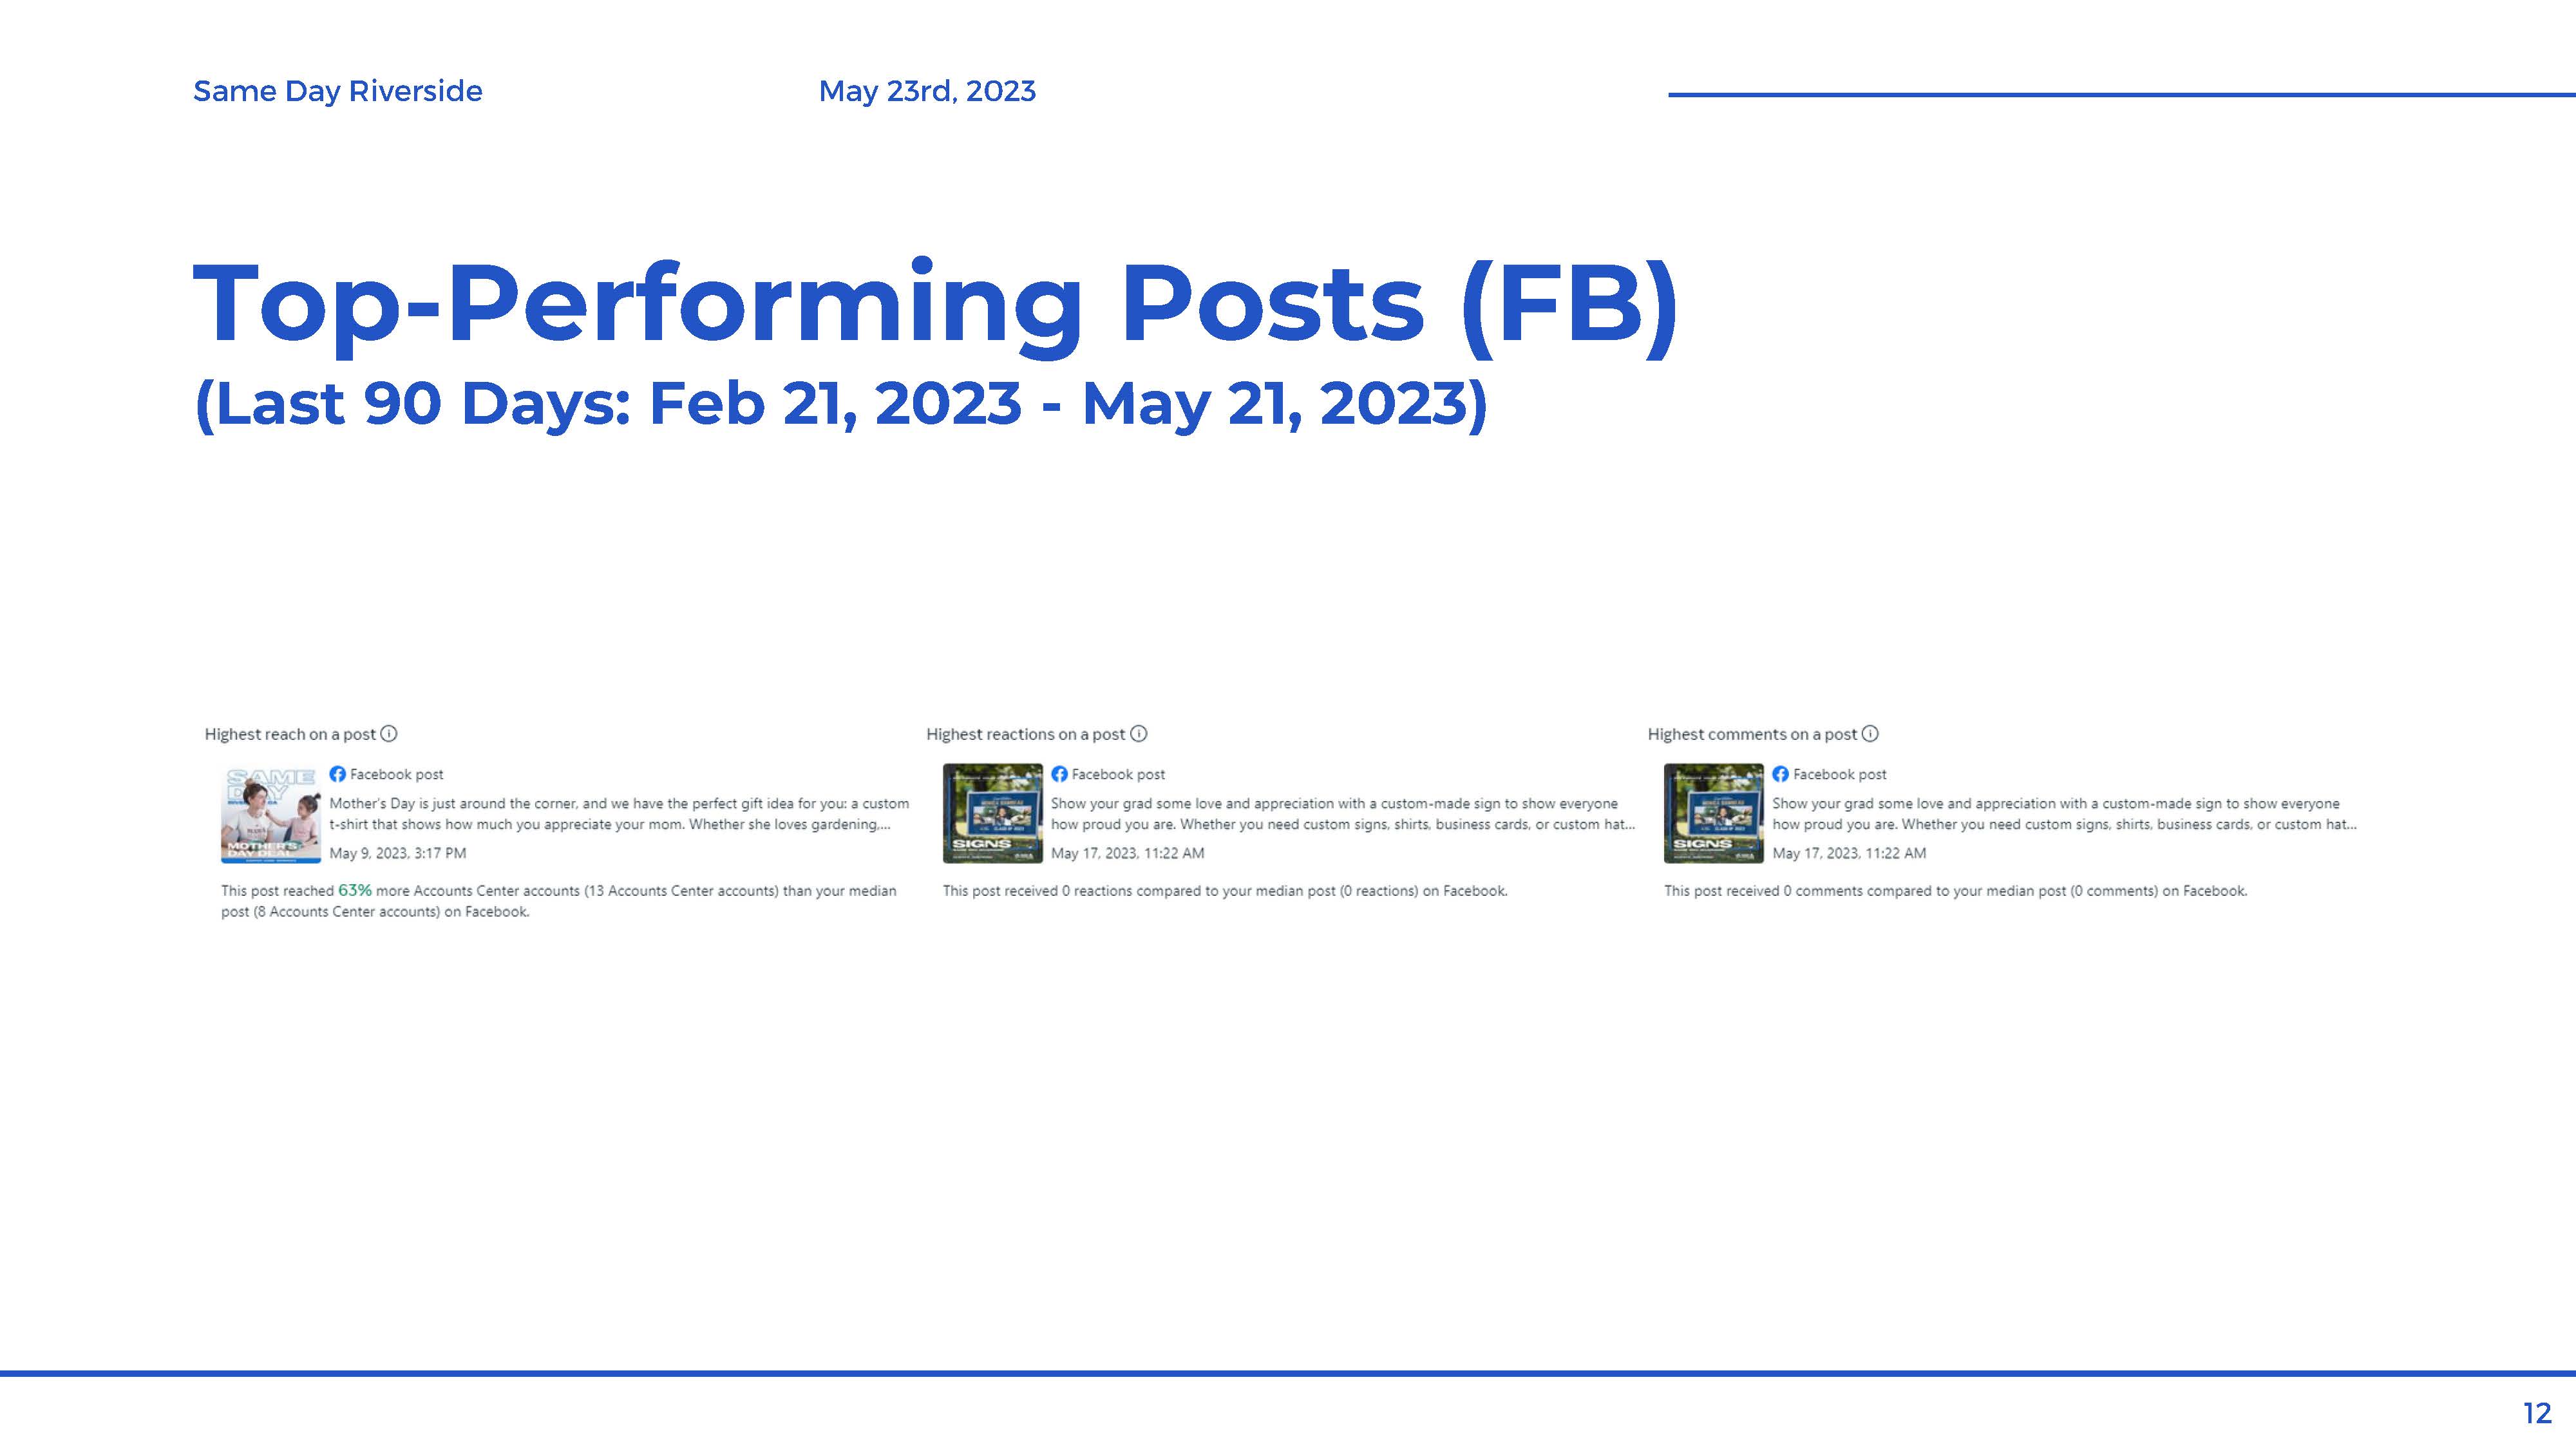 Same Day Riverside
May 23rd, 2023
Top-Performing Posts (FB)
(Last 90 Days: Feb 21, 2023 - May 21, 2023)
Highest reach on a post
SAME
DAY
MOTHER'S
DAY DEAL
Facebook post
Mother's Day is just around the corner, and we have the perfect gift idea for you: a custom
t-shirt that shows how much you appreciate your mom. Whether she loves gardening,...
May 9, 2023, 3:17 PM
This post reached 63% more Accounts Center accounts (13 Accounts Center accounts) than your median
post (8 Accounts Center accounts) on Facebook.
Highest reactions on a post
SIGNS
Facebook post
Show your grad some love and appreciation with a custom-made sign to show everyone
how proud you are. Whether you need custom signs, shirts, business cards, or custom hat...
May 17, 2023, 11:22 AM
This post received 0 reactions compared to your median post (0 reactions) on Facebook.
Highest comments on a post
SIGNS
Facebook post
Show your grad some love and appreciation with a custom-made sign to show everyone
how proud you are. Whether you need custom signs, shirts, business cards, or custom hat...
May 17, 2023, 11:22 AM
This post received 0 comments compared to your median post (0 comments) on Facebook.
12